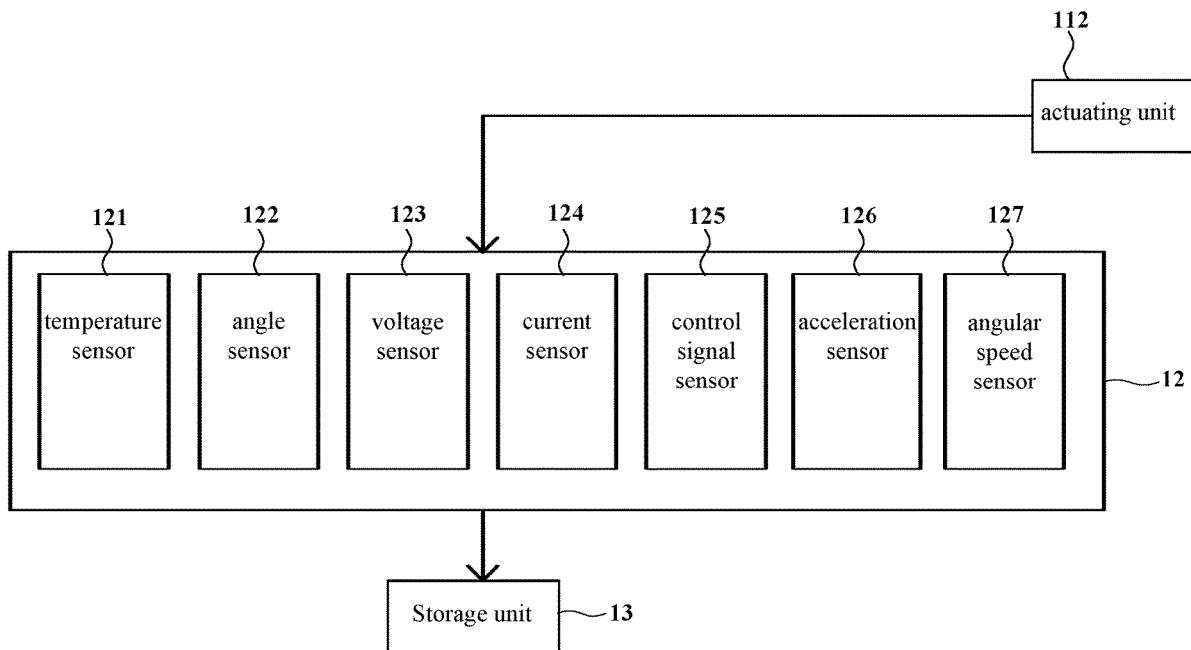 112
actuating unit
121
122
123
124
125
126
127
temperature
sensor
angle
sensor
voltage
sensor
current
sensor
control
signal
sensor
acceleration
sensor
angular
speed
sensor
12
Storage unit
13